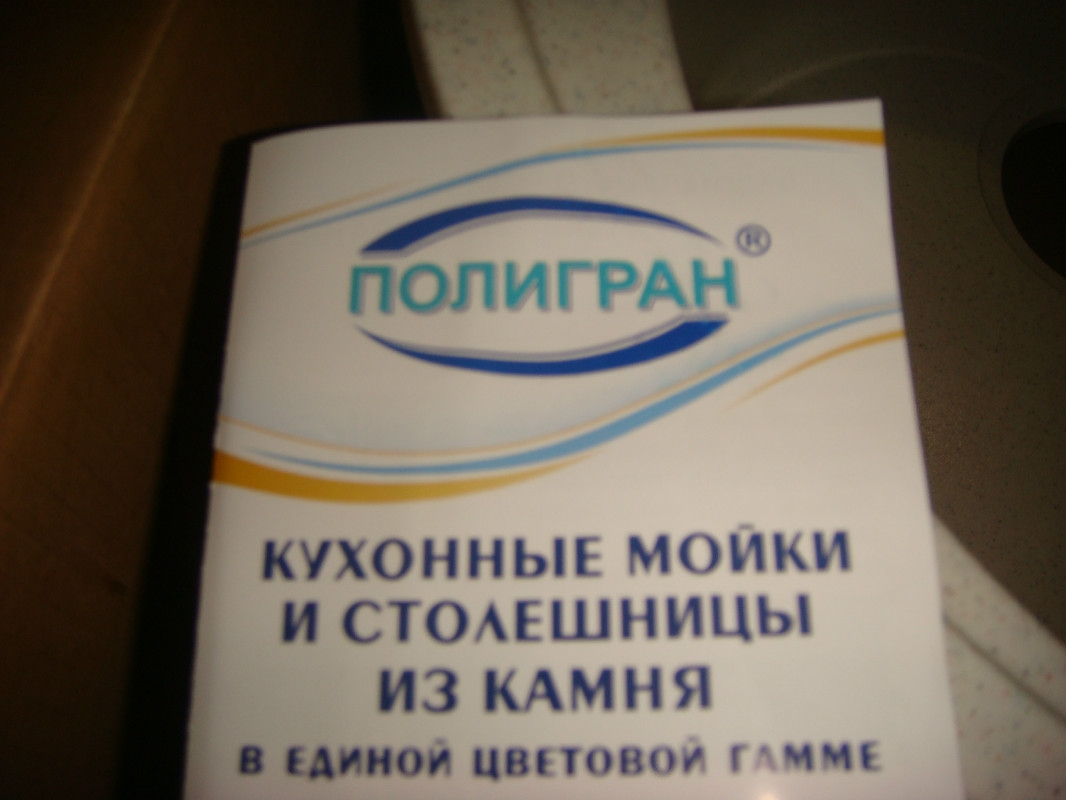 ПОЛИГРАН®
КУХОННЫЕ МОЙКИ
И СТОЛЕШНИЦЫ
ИЗ КАМНЯ
В ЕДИНОЙ ЦВЕТОВОЙ ГАММЕ